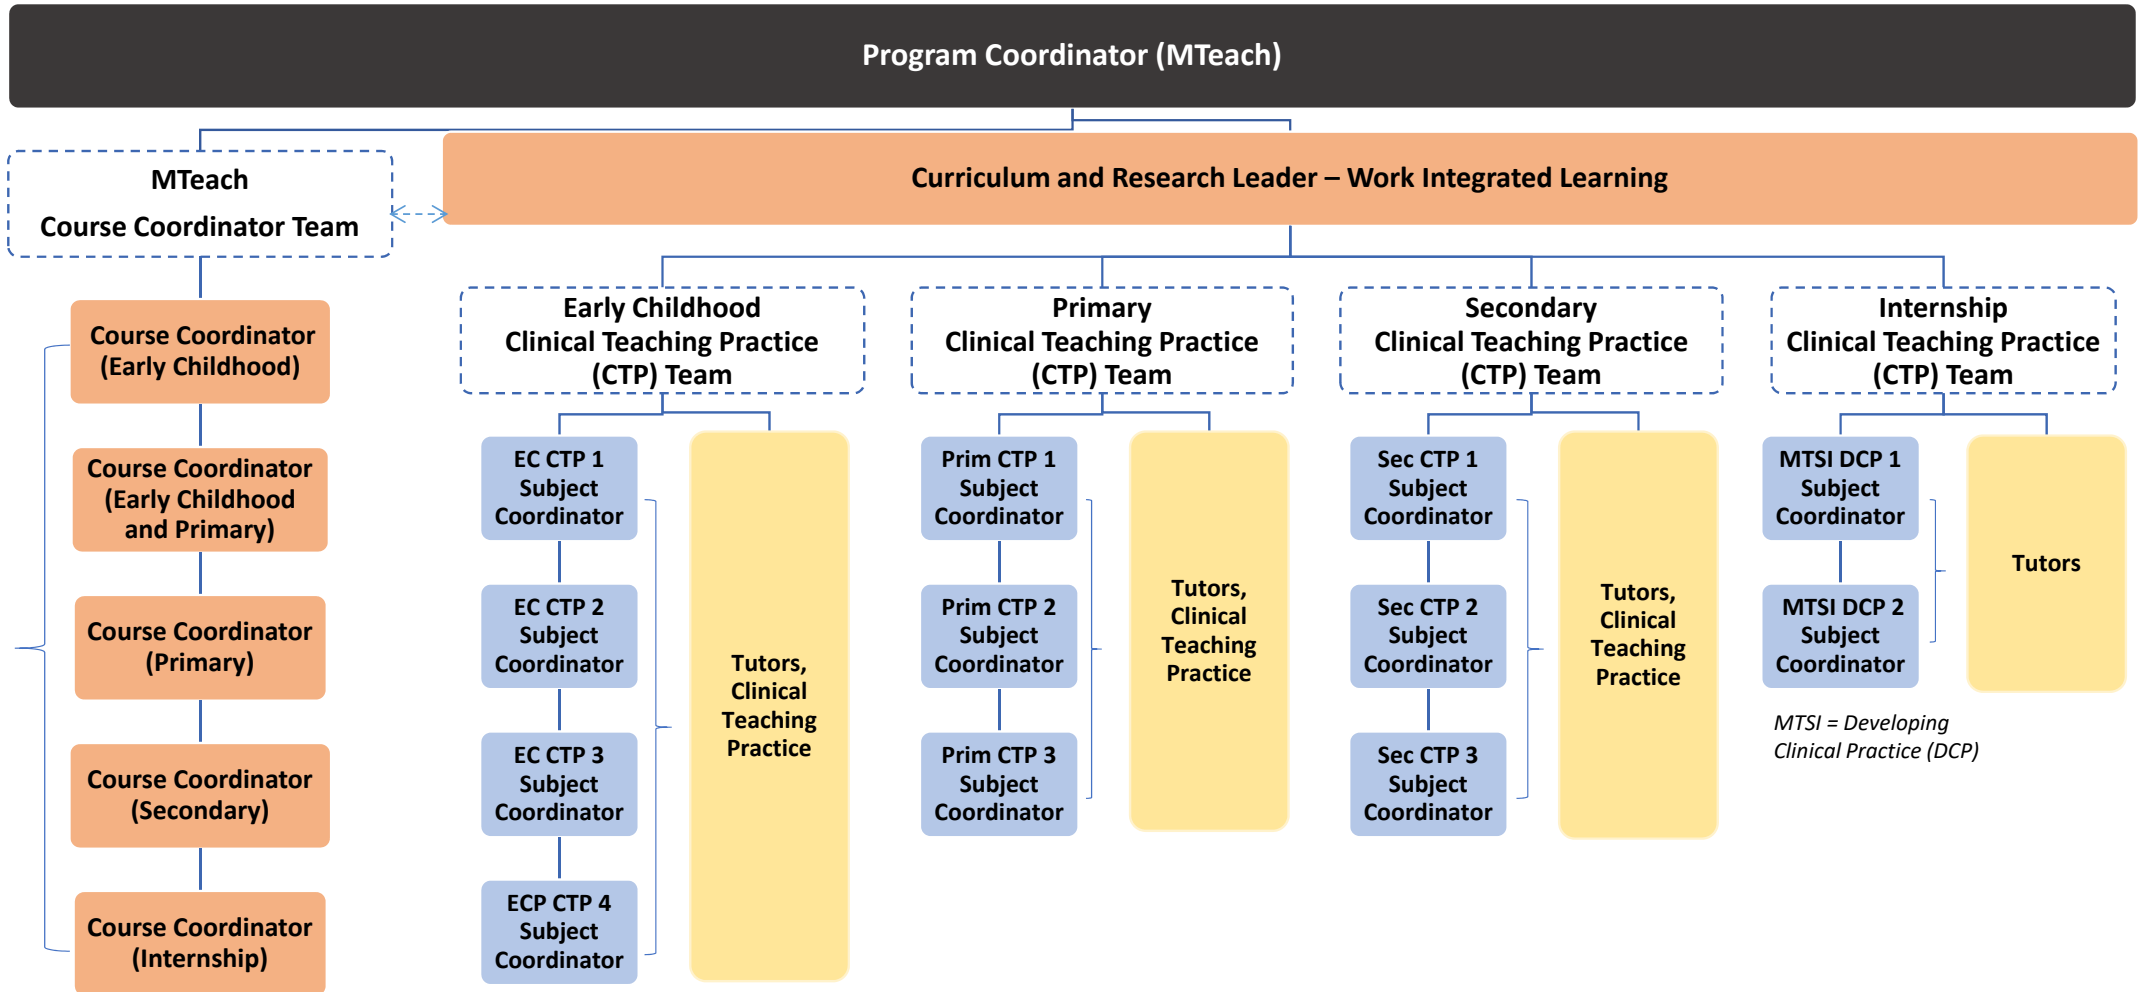 Program Coordinator (MTeach)
MTeach
Course Coordinator Team
Curriculum and Research Leader – Work Integrated Learning
Course Coordinator
(Early Childhood)
Course Coordinator
(Early Childhood
and Primary)
Course Coordinator
(Primary)
Course Coordinator
(Secondary)
Course Coordinator
(Internship)
Early Childhood
Clinical Teaching Practice
(CTP) Team
EC CTP 1
Subject
Coordinator
EC CTP 2
Subject
Coordinator
EC CTP 3
Subject
Coordinator
ECP CTP 4
Subject
Coordinator
Tutors,
Clinical
Teaching
Practice
Primary
Clinical Teaching Practice
(CTP) Team
Prim CTP 1
Subject
Coordinator
Prim CTP 2
Subject
Coordinator
Prim CTP 3
Subject
Coordinator
Tutors,
Clinical
Teaching
Practice
Secondary
Clinical Teaching Practice
(CTP) Team
Sec CTP 1
Subject
Coordinator
Sec CTP 2
Subject
Coordinator
Sec CTP 3
Subject
Coordinator
Tutors,
Clinical
Teaching
Practice
Internship
Clinical Teaching Practice
(CTP) Team
MTSI DCP 1
Subject
Coordinator
MTSI DCP 2
Subject
Coordinator
Tutors
MTSI = Developing
Clinical Practice (DCP)